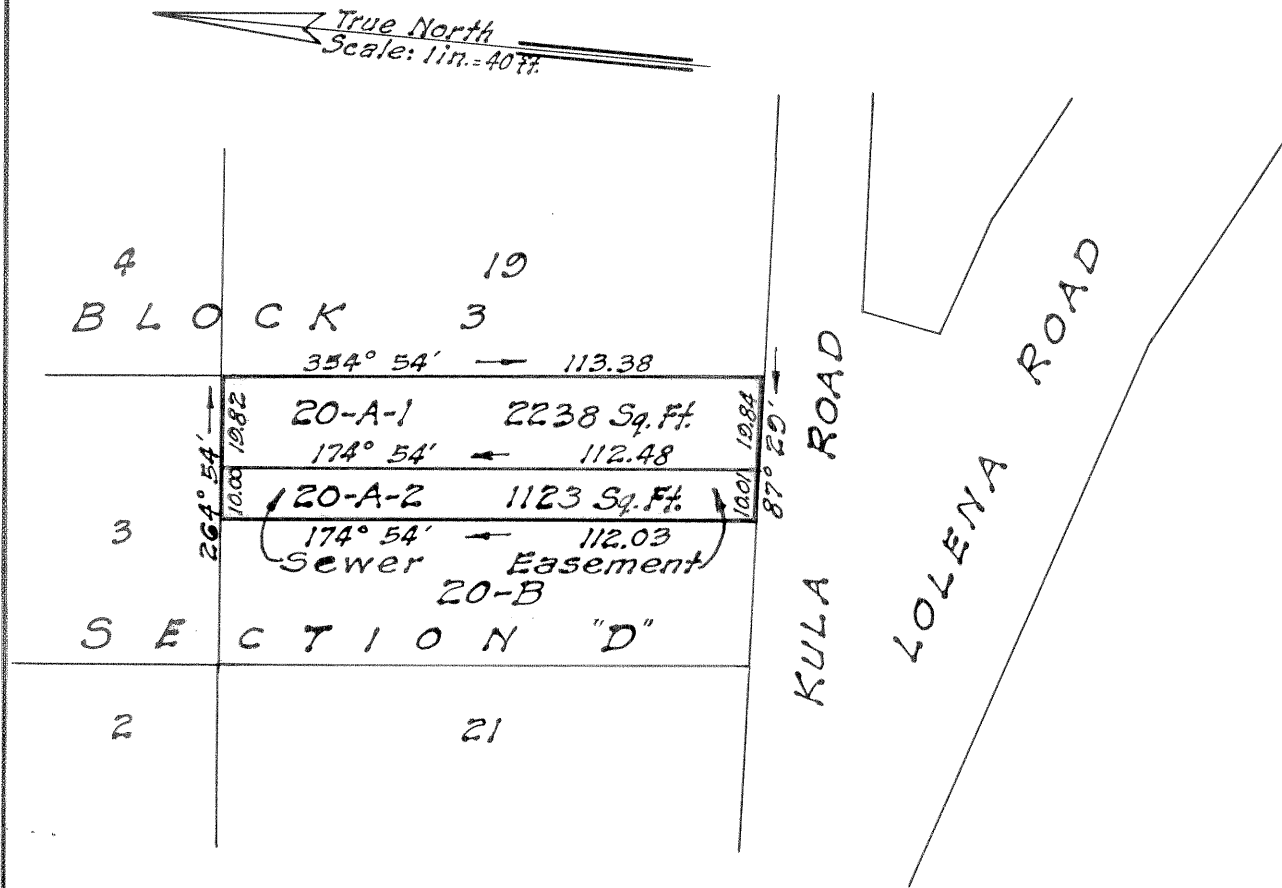 True North
Scale: 1in.=40ft.
4
19
BLOCK 3
354° 54' 113.38
20-A-1 2238 Sq.Ft.
19.82
19.84
174° 54' 112.48
264° 54'
87° 29'
10.00
20-A-2 1123 Sq.Ft.
10.01
174° 54' 112.03
3
Sewer Easement
20-B
SECTION "D"
2
21
KULA ROAD
LOLENA ROAD